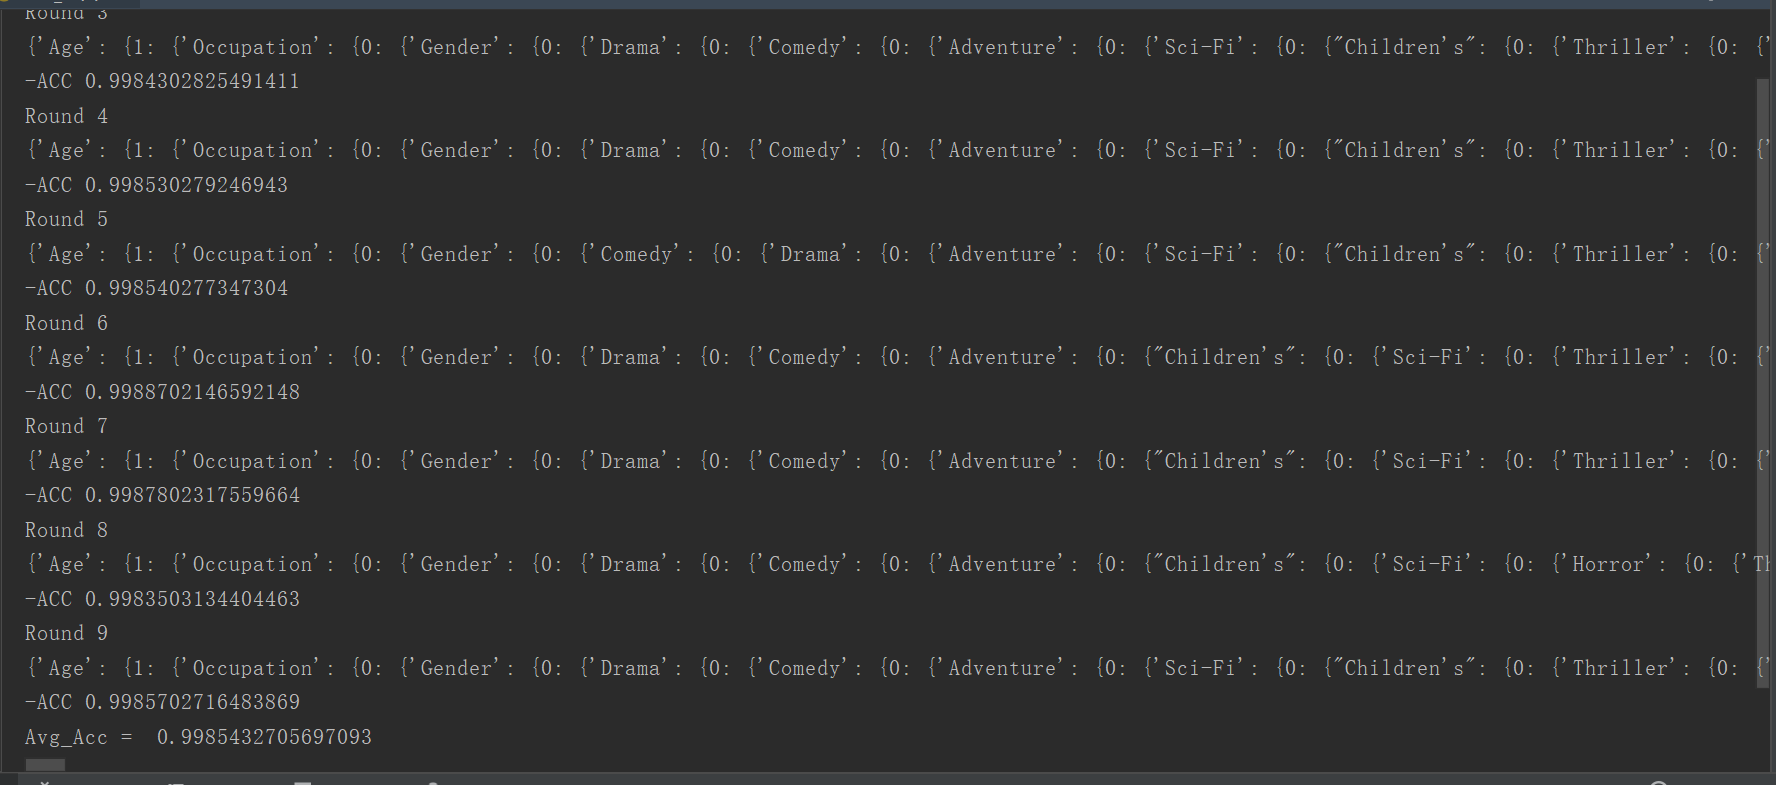 Round 3
{'Age': {1: {'Occupation': {0: {'Gender': {0: {'Drama': {0: {'Comedy': {0: {'Adventure': {0: {'Sci-Fi': {0: {"Children's": {0: {'Thriller': {0: {'
-ACC 0.9984302825491411
Round 4
{'Age': {1: {'Occupation': {0: {'Gender': {0: {'Drama': {0: {'Comedy': {0: {'Adventure': {0: {'Sci-Fi': {0: {"Children's": {0: {'Thriller': {0: {'
-ACC 0.998530279246943
Round 5
{'Age': {1: {'Occupation': {0: {'Gender': {0: {'Comedy': {0: {'Drama': {0: {'Adventure': {0: {'Sci-Fi': {0: {"Children's": {0: {'Thriller': {0: {'
-ACC 0.998540277347304
Round 6
{'Age': {1: {'Occupation': {0: {'Gender': {0: {'Drama': {0: {'Comedy': {0: {'Adventure': {0: {"Children's": {0: {'Sci-Fi': {0: {'Thriller': {0: {'
-ACC 0.9988702146592148
Round 7
{'Age': {1: {'Occupation': {0: {'Gender': {0: {'Drama': {0: {'Comedy': {0: {'Adventure': {0: {"Children's": {0: {'Sci-Fi': {0: {'Thriller': {0: {'
-ACC 0.9987802317559664
Round 8
{'Age': {1: {'Occupation': {0: {'Gender': {0: {'Drama': {0: {'Comedy': {0: {'Adventure': {0: {"Children's": {0: {'Sci-Fi': {0: {'Horror': {0: {'Th
-ACC 0.9983503134404463
Round 9
{'Age': {1: {'Occupation': {0: {'Gender': {0: {'Drama': {0: {'Comedy': {0: {'Adventure': {0: {'Sci-Fi': {0: {"Children's": {0: {'Thriller': {0: {'
-ACC 0.9985702716483869
Avg_Acc =  0.9985432705697093